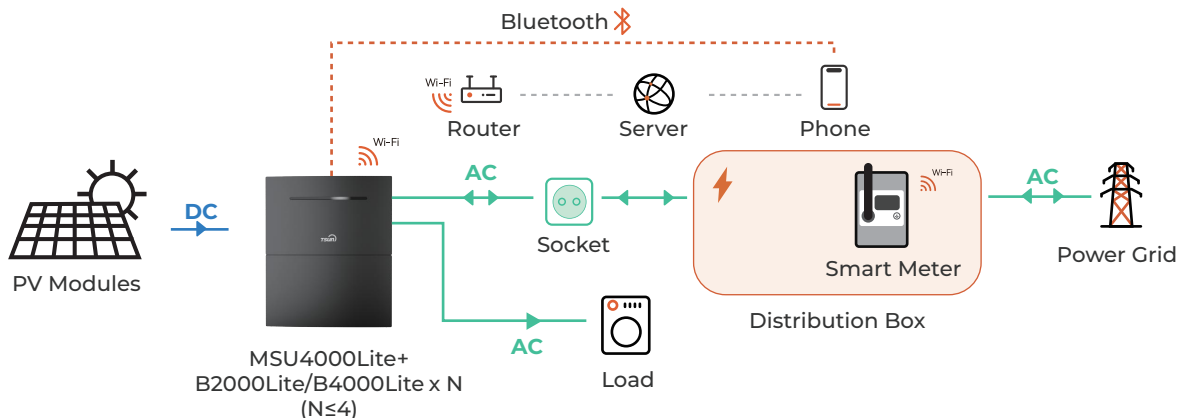 Bluetooth
Wi-Fi
Router
Server
Phone
Wi-Fi
AC
Wi-Fi
AC
DC
TSUN
Socket
Smart Meter
Power Grid
PV Modules
Distribution Box
AC
MSU4000Lite+
B2000Lite/B4000Lite x N
(N≤4)
Load